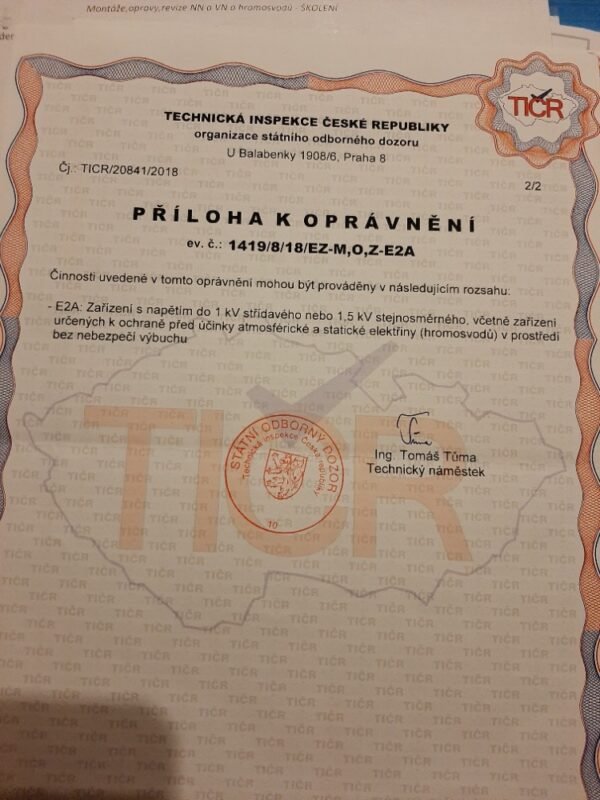 Montáže,opravy,revize NN a VN a hromosvodů - ŠKOLENÍ
der
TIČR
TECHNICKÁ INSPEKCE ČESKÉ REPUBLIKY
organizace státního odborného dozoru
U Balabenky 1908/6, Praha 8
Čj.: TICR/20841/2018
2/2
PŘÍLOHA K OPRÁVNĚNÍ
ev. č.: 1419/8/18/EZ-M,O,Z-E2A
Činnosti uvedené v tomto oprávnění mohou být prováděny v následujícím rozsahu:
- E2A: Zařízení s napětím do 1 kV střídavého nebo 1,5 kV stejnosměrného, včetně zařízení
určených k ochraně před účinky atmosférické a statické elektřiny (hromosvodů) v prostředí
bez nebezpečí výbuchu
TIČR
STÁTNÍ ODBORNÝ DOZOR
Technická inspekce České republiky
10
Ing. Tomáš Tůma
Technický náměstek